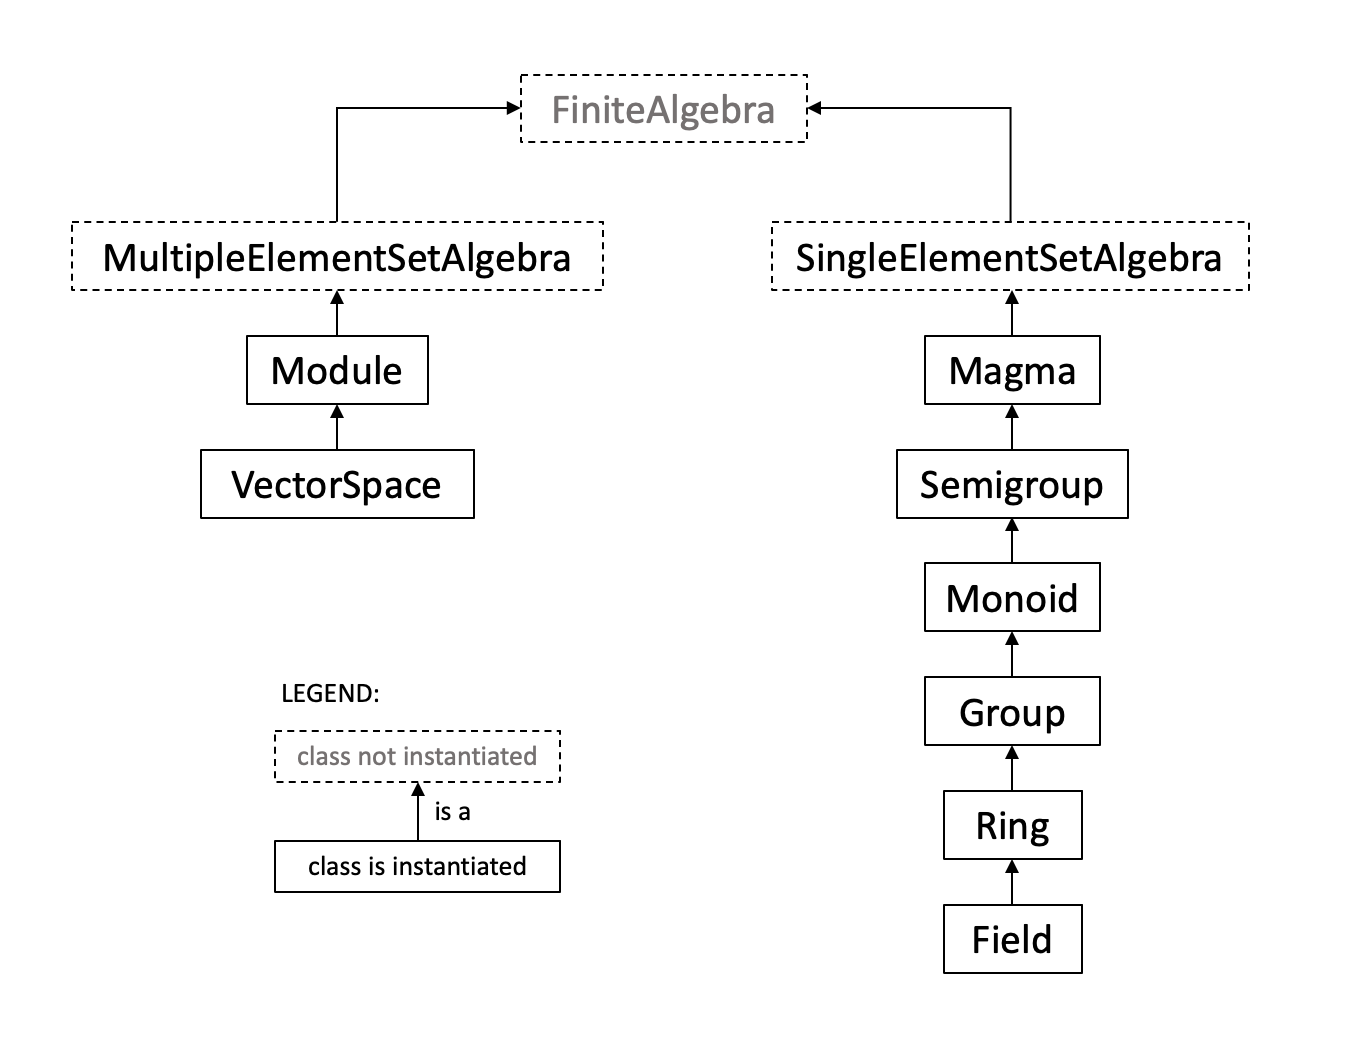 FiniteAlgebra
MultipleElementSetAlgebra
SingleElementSetAlgebra
Module
Magma
VectorSpace
Semigroup
Monoid
LEGEND:
Group
class not instantiated
is a
Ring
class is instantiated
Field